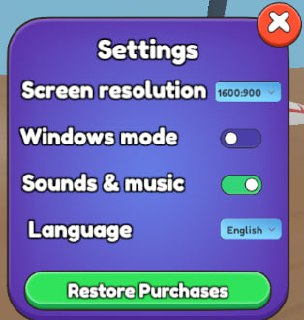 Settings
Screen resolution 1600:900
Windows mode
Sounds & music
Language English
Restore Purchases